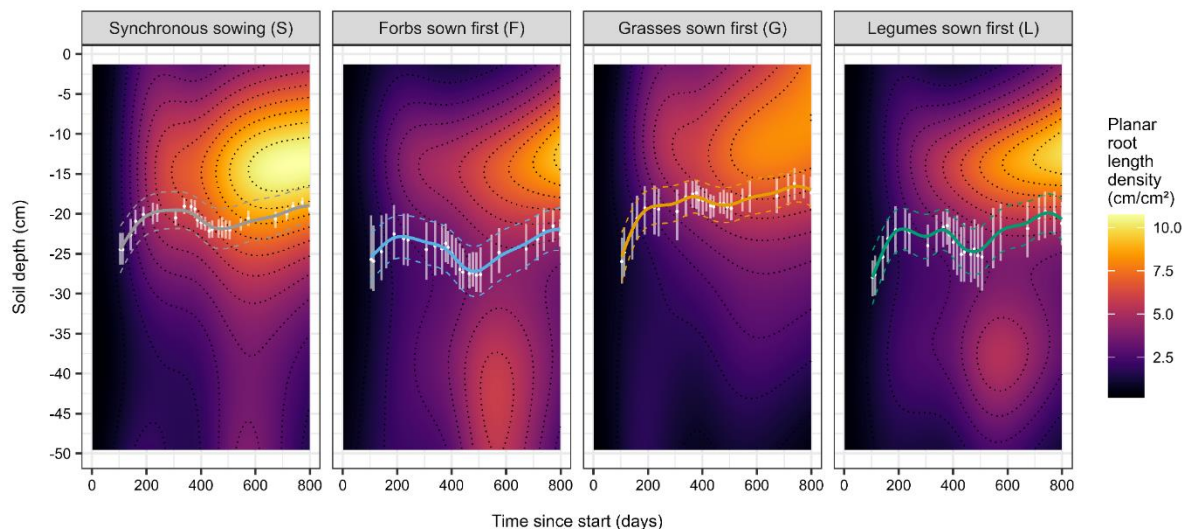 Synchronous sowing (S)
Forbs sown first (F)
Grasses sown first (G)
Legumes sown first (L)
0
-5
-10
-15
-20
-25
-30
-35
-40
-45
-50
Soil depth (cm)
0 200 400 600 800
0 200 400 600 800
0 200 400 600 800
0 200 400 600 800
Time since start (days)
Planar
root
length
density
(cm/cm²)
10.0
7.5
5.0
2.5